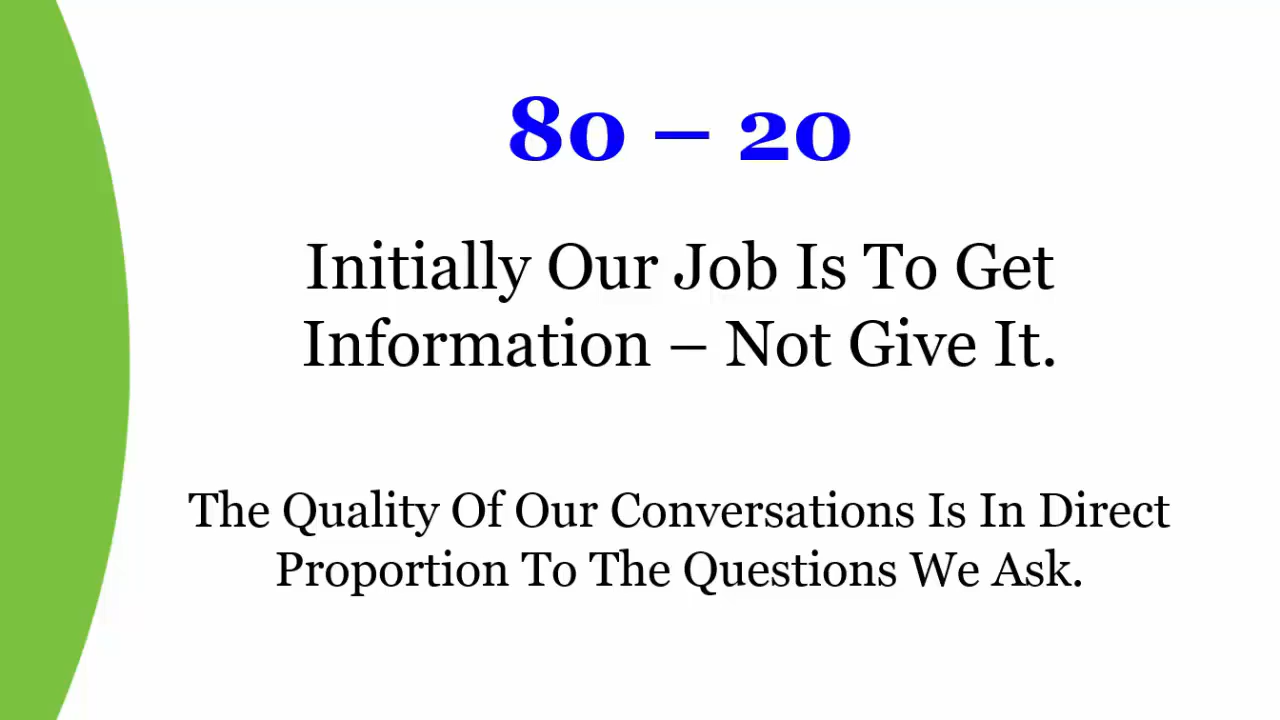 80 – 20
Initially Our Job Is To Get
Information – Not Give It.
The Quality Of Our Conversations Is In Direct
Proportion To The Questions We Ask.